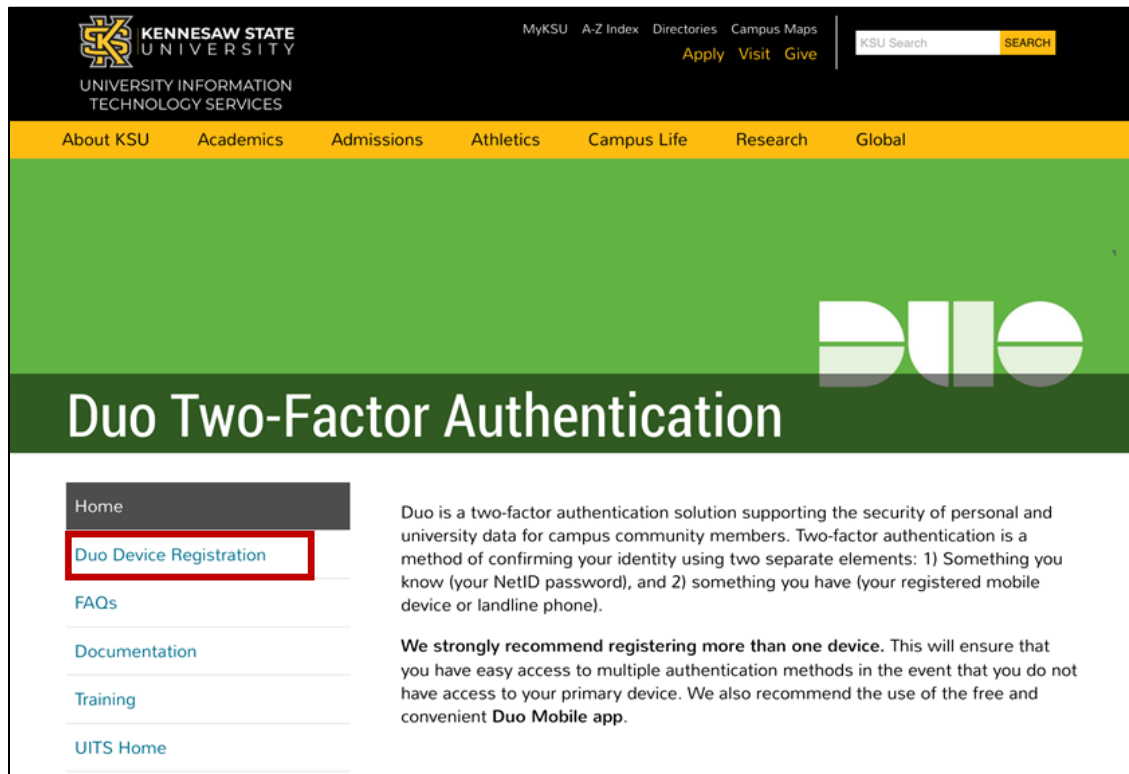 KENNESAW STATE
UNIVERSITY
UNIVERSITY INFORMATION
TECHNOLOGY SERVICES
MyKSU A-Z Index Directories Campus Maps
Apply Visit Give
KSU Search SEARCH
About KSU Academics Admissions Athletics Campus Life Research Global
DUO
Duo Two-Factor Authentication
Home
Duo Device Registration
FAQs
Documentation
Training
UITS Home
Duo is a two-factor authentication solution supporting the security of personal and
university data for campus community members. Two-factor authentication is a
method of confirming your identity using two separate elements: 1) Something you
know (your NetID password), and 2) something you have (your registered mobile
device or landline phone).
We strongly recommend registering more than one device. This will ensure that
you have easy access to multiple authentication methods in the event that you do not
have access to your primary device. We also recommend the use of the free and
convenient Duo Mobile app.